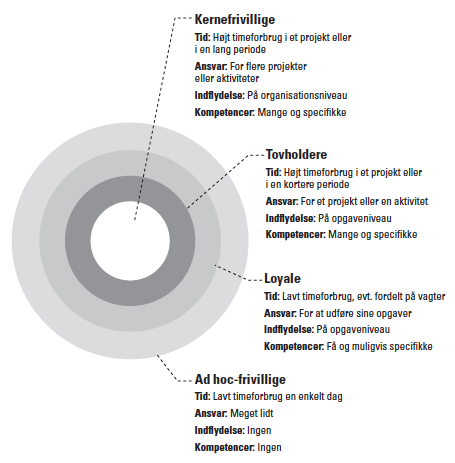 Kernefrivillige
Tid: Højt timeforbrug i et projekt eller
i en lang periode
Ansvar: For flere projekter
eller aktiviteter
Indflydelse: På organisationsniveau
Kompetencer: Mange og specifikke
Tovholdere
Tid: Højt timeforbrug i et projekt eller
i en kortere periode
Ansvar: For et projekt eller en aktivitet
Indflydelse: På opgaveniveau
Kompetencer: Mange og specifikke
Loyale
Tid: Lavt timeforbrug, evt. fordelt på vagter
Ansvar: For at udføre sine opgaver
Indflydelse: På opgaveniveau
Kompetencer: Få og muligvis specifikke
Ad hoc-frivillige
Tid: Lavt timeforbrug en enkelt dag
Ansvar: Meget lidt
Indflydelse: Ingen
Kompetencer: Ingen